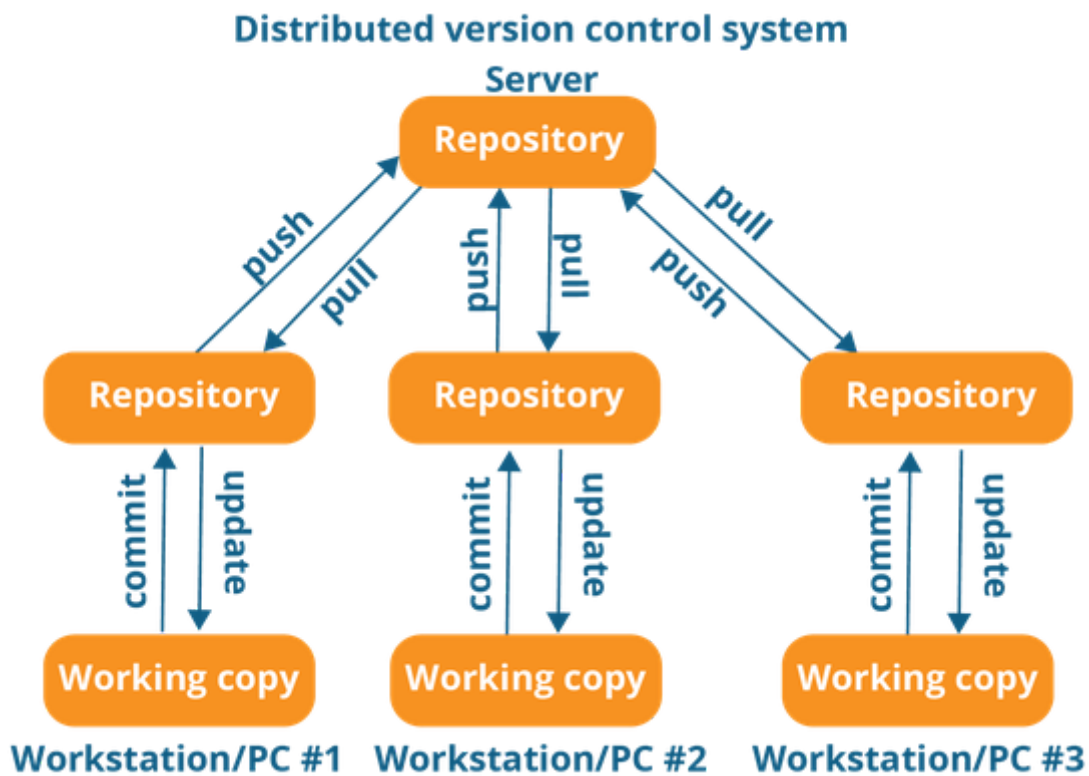 Distributed version control system
Server
Repository
push
pull
push
pull
push
pull
Repository
Repository
Repository
commit
update
commit
update
commit
update
Working copy
Working copy
Working copy
Workstation/PC #1
Workstation/PC #2
Workstation/PC #3